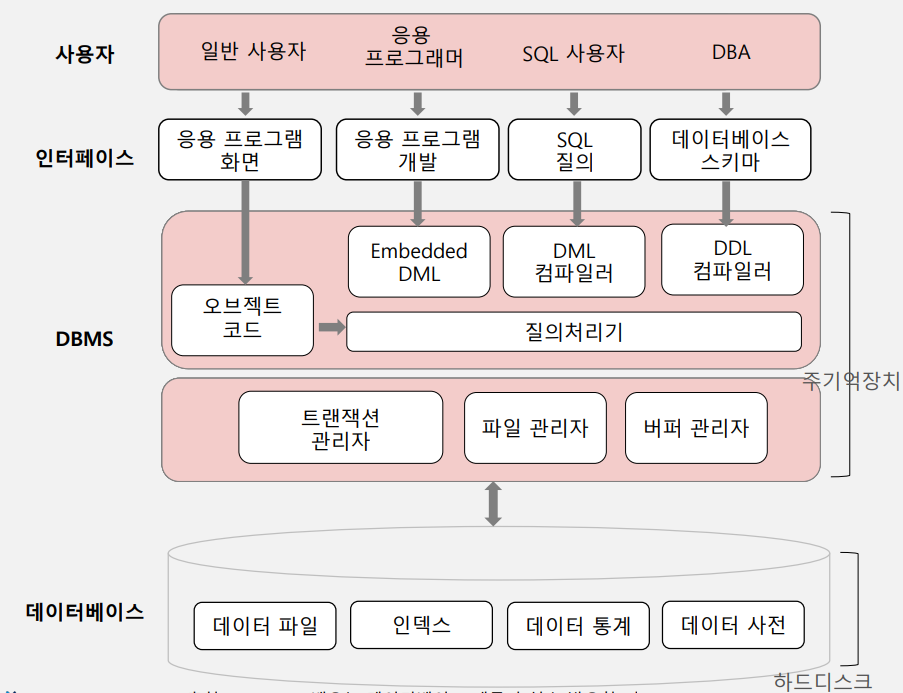 사용자
일반 사용자
응용
프로그래머
SQL 사용자
DBA
인터페이스
응용 프로그램
화면
응용 프로그램
개발
SQL
질의
데이터베이스
스키마
DBMS
Embedded
DML
DML
컴파일러
DDL
컴파일러
오브젝트
코드
질의처리기
주기억장치
트랜잭션
관리자
파일 관리자
버퍼 관리자
데이터베이스
데이터 파일
인덱스
데이터 통계
데이터 사전
하드디스크